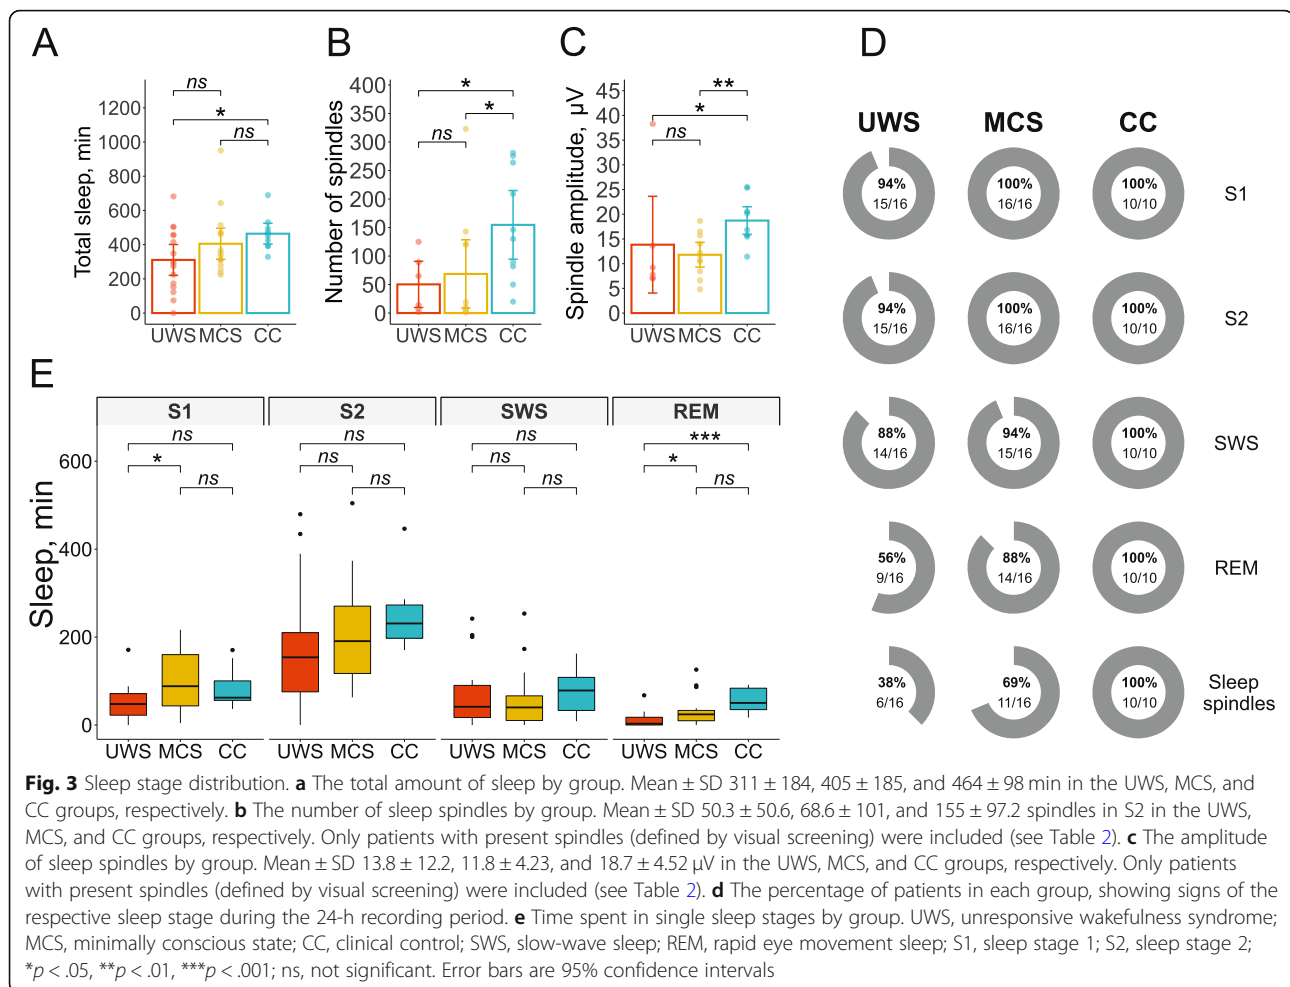 A
B
C
D
ns
*
ns
Total sleep, min
1200
1000
800
600
400
200
0
UWS MCS CC
*
*
ns
Number of spindles
400
350
300
250
200
150
100
50
0
UWS MCS CC
**
*
ns
Spindle amplitude, µV
45
40
35
30
25
20
15
10
5
0
UWS MCS CC
UWS MCS CC
94% 100% 100%
15/16 16/16 10/10
S1
94% 100% 100%
15/16 16/16 10/10
S2
88% 94% 100%
14/16 15/16 10/10
SWS
56% 88% 100%
9/16 14/16 10/10
REM
38% 69% 100%
6/16 11/16 10/10
Sleep
spindles
E
S1 S2 SWS REM
ns ns ns ***
* ns ns *
ns ns ns ns
Sleep, min
600
400
200
0
UWS MCS CC UWS MCS CC UWS MCS CC UWS MCS CC
Fig. 3 Sleep stage distribution. a The total amount of sleep by group. Mean ± SD 311 ± 184, 405 ± 185, and 464 ± 98 min in the UWS, MCS, and
CC groups, respectively. b The number of sleep spindles by group. Mean ± SD 50.3 ± 50.6, 68.6 ± 101, and 155 ± 97.2 spindles in S2 in the UWS,
MCS, and CC groups, respectively. Only patients with present spindles (defined by visual screening) were included (see Table 2). c The amplitude
of sleep spindles by group. Mean ± SD 13.8 ± 12.2, 11.8 ± 4.23, and 18.7 ± 4.52 µV in the UWS, MCS, and CC groups, respectively. Only patients
with present spindles (defined by visual screening) were included (see Table 2). d The percentage of patients in each group, showing signs of the
respective sleep stage during the 24-h recording period. e Time spent in single sleep stages by group. UWS, unresponsive wakefulness syndrome;
MCS, minimally conscious state; CC, clinical control; SWS, slow-wave sleep; REM, rapid eye movement sleep; S1, sleep stage 1; S2, sleep stage 2;
*p < .05, **p < .01, ***p < .001; ns, not significant. Error bars are 95% confidence intervals